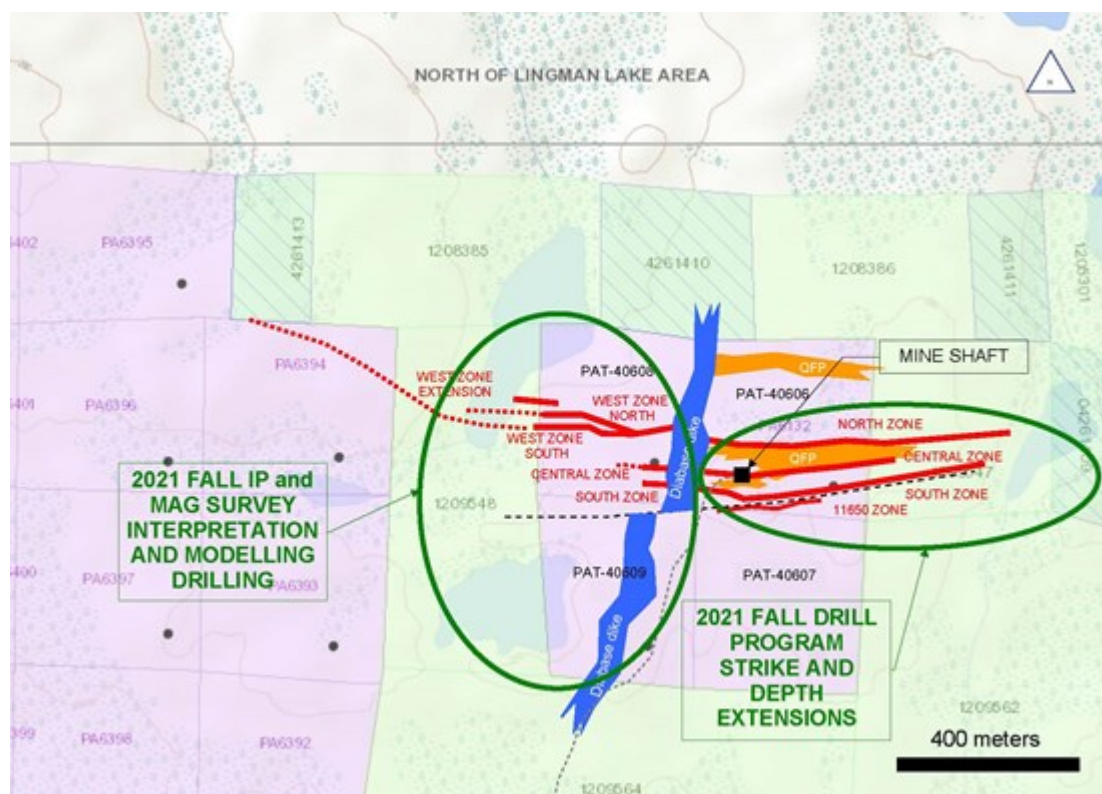 NORTH OF LINGMAN LAKE AREA
N
PA6395
4261413
1208385
4261410
1208386
4261411
1208301
MINE SHAFT
QFP
PA6394
PAT-40608
PAT-40606
WEST ZONE
EXTENSION
WEST ZONE
NORTH
NORTH ZONE
PA6396
WEST ZONE
SOUTH
CENTRAL ZONE
QFP
CENTRAL ZONE
SOUTH ZONE
SOUTH ZONE
11650 ZONE
Diabase dike
1209548
2021 FALL IP and
MAG SURVEY
INTERPRETATION
AND MODELLING
DRILLING
PA6397
PA6393
PAT-40609
PAT-40607
Diabase dike
2021 FALL DRILL
PROGRAM
STRIKE AND
DEPTH
EXTENSIONS
1209562
PA6398
PA6392
400 meters
1209564